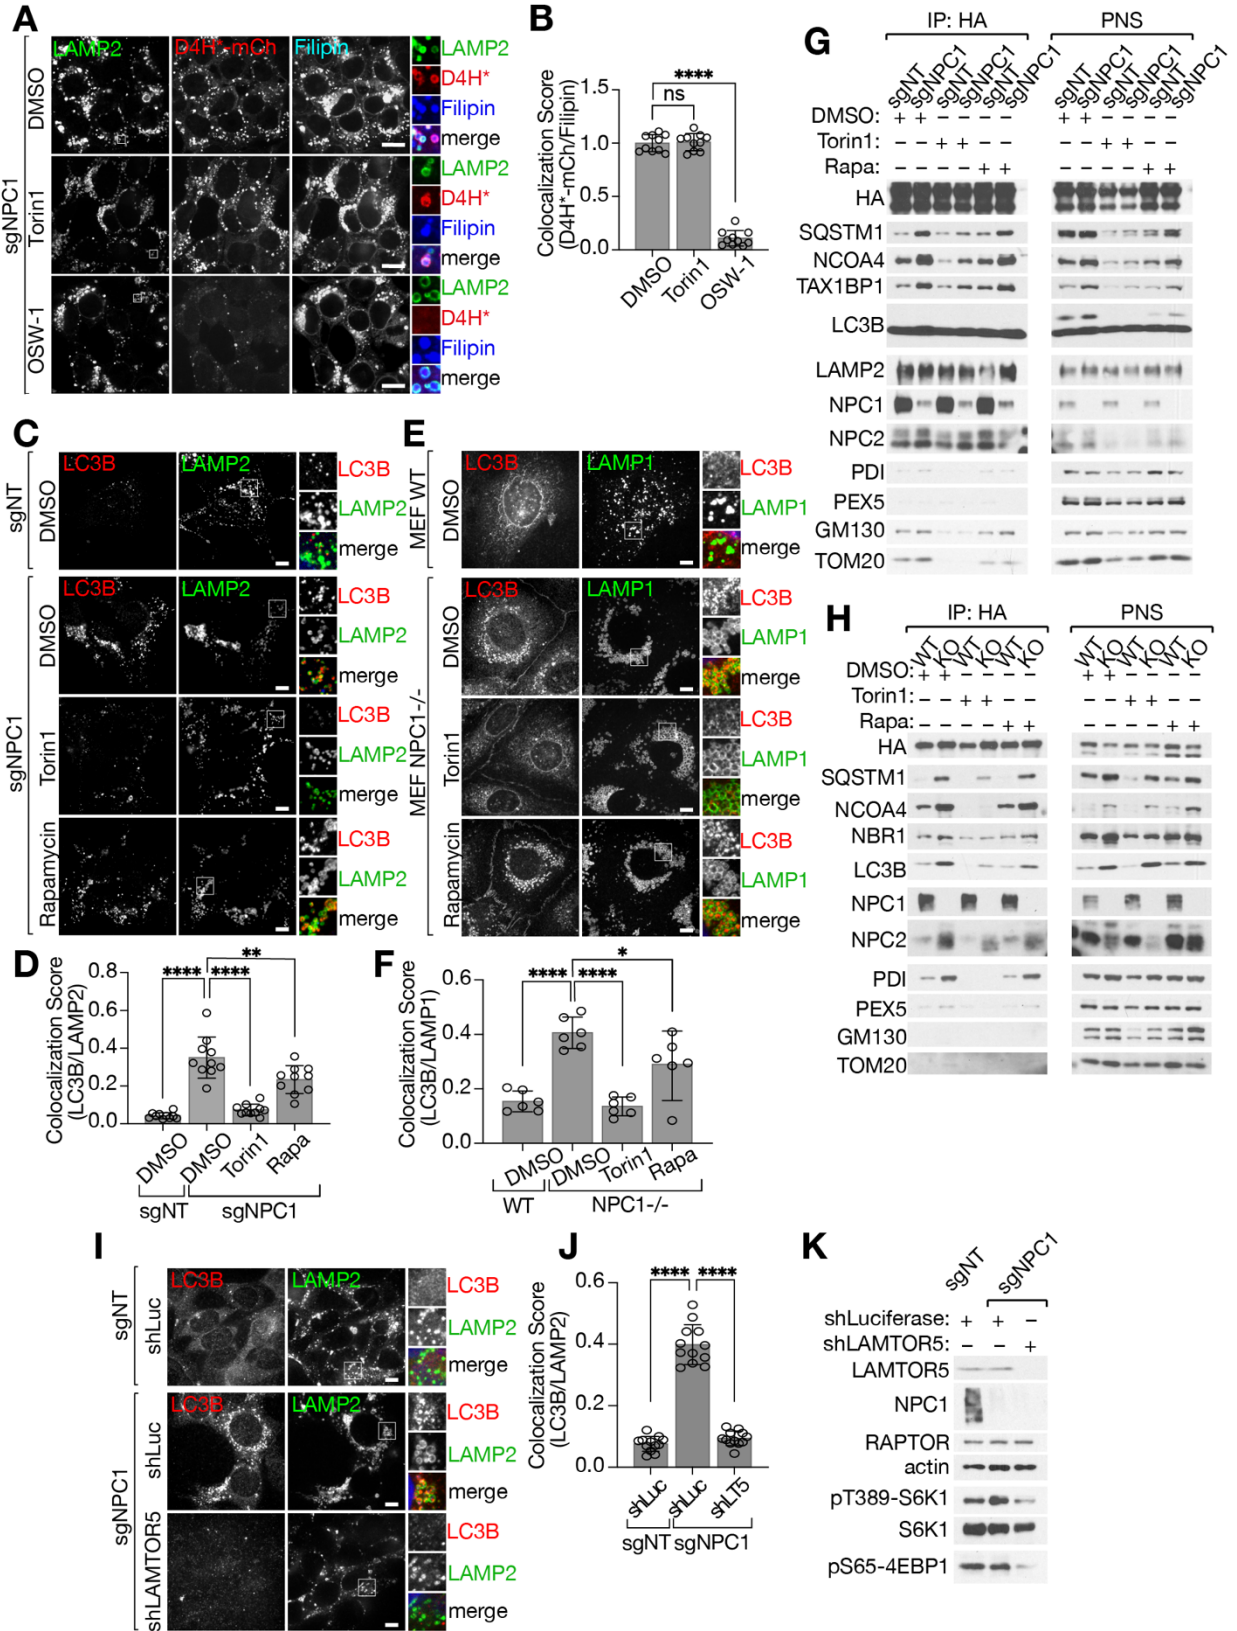 A
LAMP2
D4H*-mCh
Filipin
sgNPC1
DMSO
LAMP2
D4H*
Filipin
merge
Torin1
LAMP2
D4H*
Filipin
merge
OSW-1
LAMP2
D4H*
Filipin
merge
B
Colocalization Score
(D4H*-mCh/Filipin)
1.5
1.0
0.5
0.0
****
ns
DMSO
Torin1
OSW-1
C
sgNT
DMSO
LC3B
LAMP2
LC3B
LAMP2
merge
sgNPC1
DMSO
LC3B
LAMP2
LC3B
LAMP2
merge
Torin1
LC3B
LAMP2
merge
Rapamycin
LC3B
LAMP2
merge
D
Colocalization Score
(LC3B/LAMP2)
0.8
0.6
0.4
0.2
0.0
**
**** ****
DMSO
DMSO
Torin1
Rapa
sgNT
sgNPC1
E
MEF WT
DMSO
LC3B
LAMP1
LC3B
LAMP1
merge
MEF NPC1-/-
DMSO
LC3B
LAMP1
LC3B
LAMP1
merge
Torin1
LC3B
LAMP1
merge
Rapamycin
LC3B
LAMP1
merge
F
Colocalization Score
(LC3B/LAMP1)
0.6
0.4
0.2
0.0
*
**** ****
DMSO
DMSO
Torin1
Rapa
WT
NPC1-/-
G
IP: HA
PNS
sgNT sgNPC1 sgNT sgNPC1 sgNT sgNPC1
sgNT sgNPC1 sgNT sgNPC1 sgNT sgNPC1
DMSO: + + – – – – + + – – – –
Torin1: – – + + – – – – + + – –
Rapa: – – – – + + – – – – + +
HA
SQSTM1
NCOA4
TAX1BP1
LC3B
LAMP2
NPC1
NPC2
PDI
PEX5
GM130
TOM20
H
IP: HA
PNS
WT KO WT KO WT KO
WT KO WT KO WT KO
DMSO: + + – – – – + + – – – –
Torin1: – – + + – – – – + + – –
Rapa: – – – – + + – – – – + +
HA
SQSTM1
NCOA4
NBR1
LC3B
NPC1
NPC2
PDI
PEX5
GM130
TOM20
I
sgNT
shLuc
LC3B
LAMP2
LC3B
LAMP2
merge
sgNPC1
shLuc
LC3B
LAMP2
LC3B
LAMP2
merge
shLAMTOR5
LC3B
LAMP2
merge
J
Colocalization Score
(LC3B/LAMP2)
0.6
0.4
0.2
0.0
**** ****
shLuc
shLuc
shLT5
sgNT
sgNPC1
K
sgNT
sgNPC1
shLuciferase: + + –
shLAMTOR5: – – +
LAMTOR5
NPC1
RAPTOR
actin
pT389-S6K1
S6K1
pS65-4EBP1